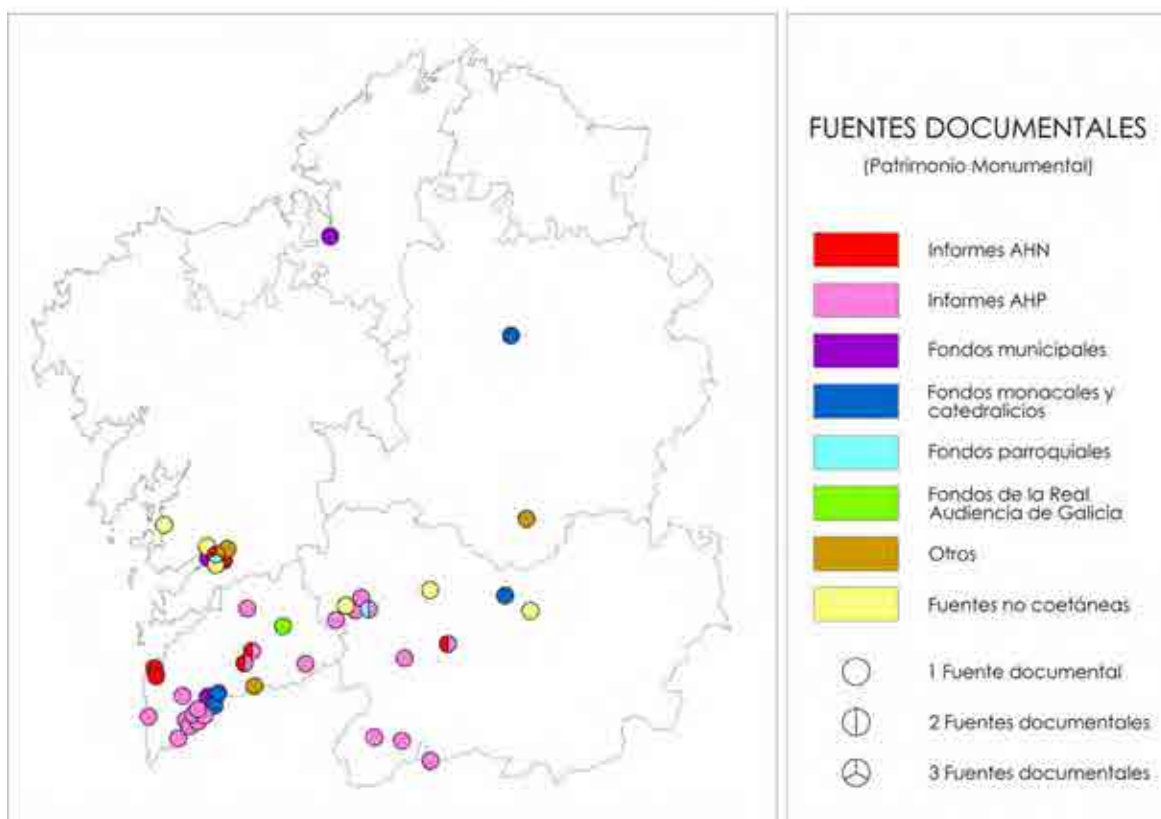 FUENTES DOCUMENTALES
(Patrimonio Monumental)
Informes AHN
Informes AHP
Fondos municipales
Fondos monacales y
catedralicios
Fondos parroquiales
Fondos de la Real
Audiencia de Galicia
Otros
Fuentes no coetáneas
1 Fuente documental
2 Fuentes documentales
3 Fuentes documentales